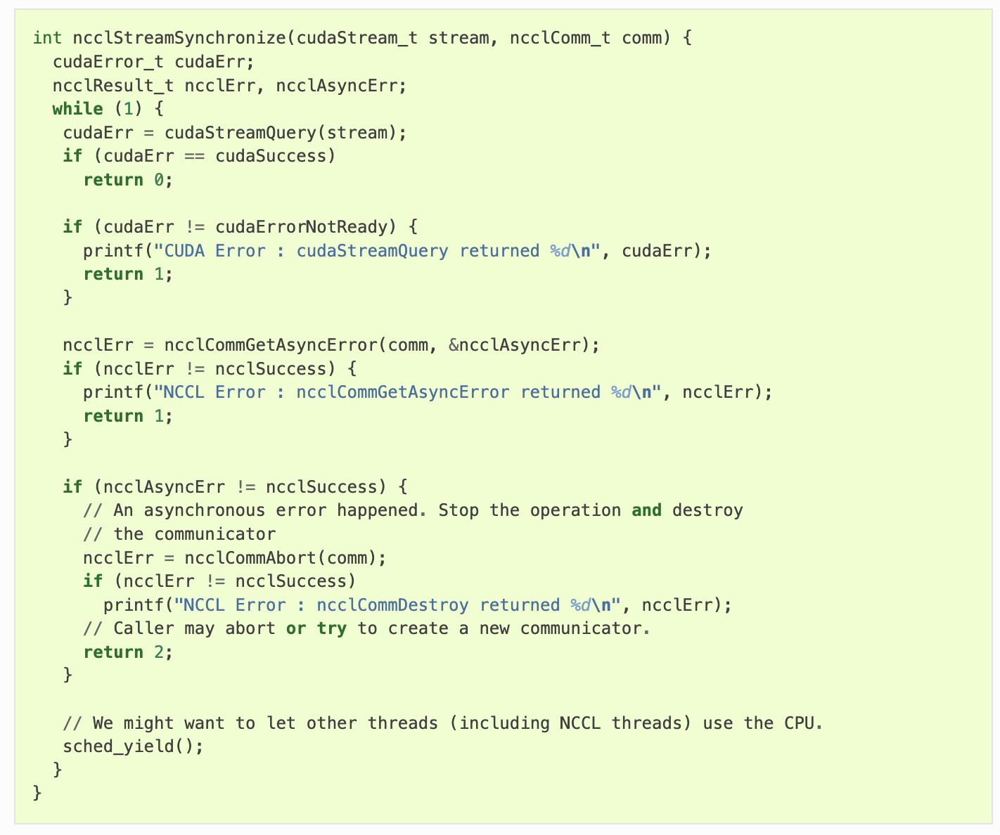 int ncclStreamSynchronize(cudaStream_t stream, ncclComm_t comm) {
  cudaError_t cudaErr;
  ncclResult_t ncclErr, ncclAsyncErr;
  while (1) {
   cudaErr = cudaStreamQuery(stream);
   if (cudaErr == cudaSuccess)
     return 0;

   if (cudaErr != cudaErrorNotReady) {
     printf("CUDA Error : cudaStreamQuery returned %d\n", cudaErr);
     return 1;
   }

   ncclErr = ncclCommGetAsyncError(comm, &ncclAsyncErr);
   if (ncclErr != ncclSuccess) {
     printf("NCCL Error : ncclCommGetAsyncError returned %d\n", ncclErr);
     return 1;
   }

   if (ncclAsyncErr != ncclSuccess) {
     // An asynchronous error happened. Stop the operation and destroy
     // the communicator
     ncclErr = ncclCommAbort(comm);
     if (ncclErr != ncclSuccess)
       printf("NCCL Error : ncclCommDestroy returned %d\n", ncclErr);
     // Caller may abort or try to create a new communicator.
     return 2;
   }

   // We might want to let other threads (including NCCL threads) use the CPU.
   sched_yield();
  }
}